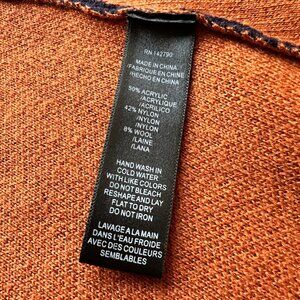 RN 142790
MADE IN CHINA
/FABRIQUE EN CHINE
/HECHO EN CHINA
50% ACRYLIC
/ACRYLIQUE
/ACRILICO
42% NYLON
/NYLON
/NYLON
8% WOOL
/LAINE
/LANA
HAND WASH IN
COLD WATER
WITH LIKE COLORS
DO NOT BLEACH
RESHAPE AND LAY
FLAT TO DRY
DO NOT IRON
LAVAGE A LA MAIN
DANS L'EAU FROIDE
AVEC DES COULEURS
SEMBLABLES